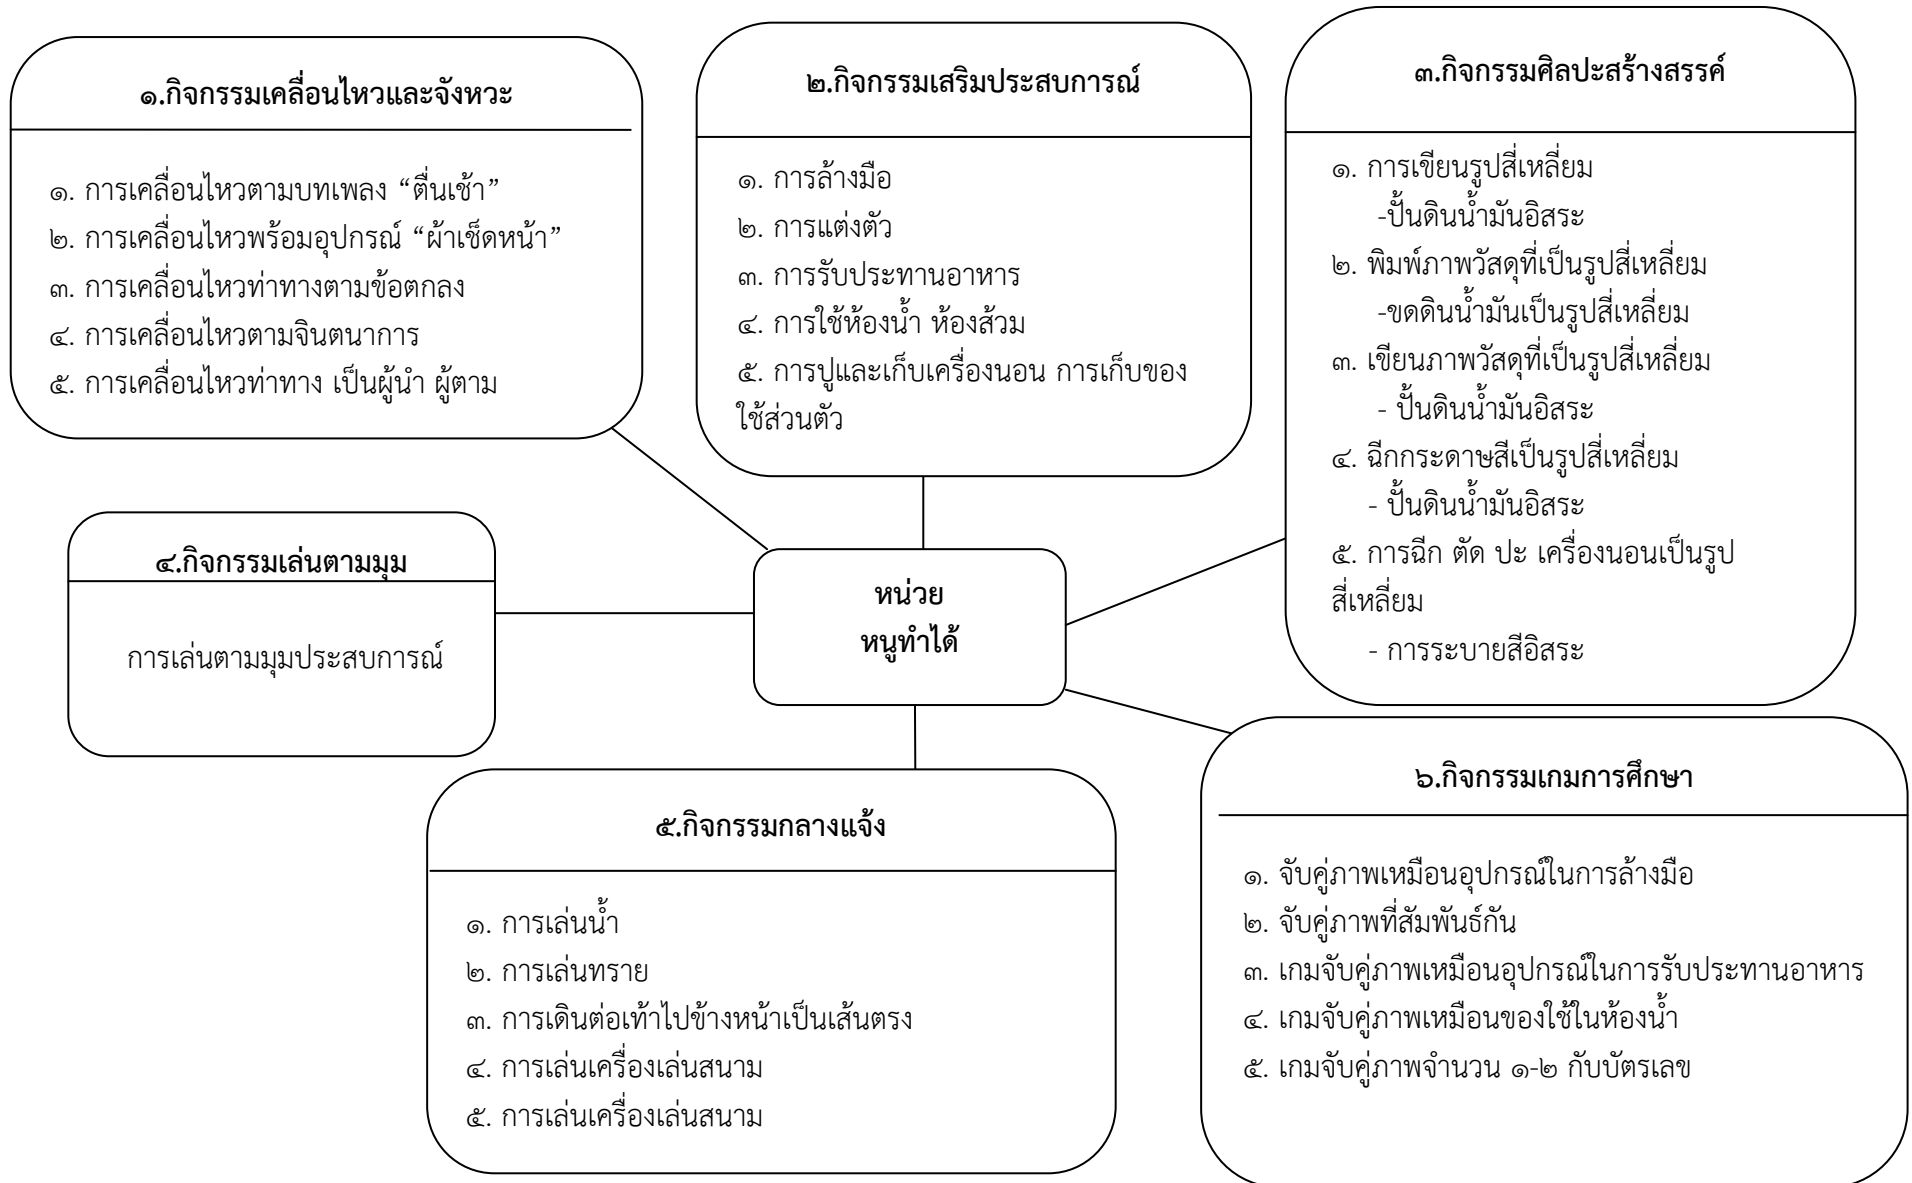 ๑.กิจกรรมเคลื่อนไหวและจังหวะ
๑. การเคลื่อนไหวตามบทเพลง “ตื่นเช้า”
๒. การเคลื่อนไหวพร้อมอุปกรณ์ “ผ้าเช็ดหน้า”
๓. การเคลื่อนไหวท่าทางตามข้อตกลง
๔. การเคลื่อนไหวตามจินตนาการ
๕. การเคลื่อนไหวท่าทาง เป็นผู้นำ ผู้ตาม
๒.กิจกรรมเสริมประสบการณ์
๑. การล้างมือ
๒. การแต่งตัว
๓. การรับประทานอาหาร
๔. การใช้ห้องน้ำ ห้องส้วม
๕. การปูและเก็บเครื่องนอน การเก็บของ
ใช้ส่วนตัว
๓.กิจกรรมศิลปะสร้างสรรค์
๑. การเขียนรูปสี่เหลี่ยม
-ปั้นดินน้ำมันอิสระ
๒. พิมพ์ภาพวัสดุที่เป็นรูปสี่เหลี่ยม
-ขดดินน้ำมันเป็นรูปสี่เหลี่ยม
๓. เขียนภาพวัสดุที่เป็นรูปสี่เหลี่ยม
- ปั้นดินน้ำมันอิสระ
๔. ฉีกกระดาษสีเป็นรูปสี่เหลี่ยม
- ปั้นดินน้ำมันอิสระ
๕. การฉีก ตัด ปะ เครื่องนอนเป็นรูป
สี่เหลี่ยม
- การระบายสีอิสระ
๔.กิจกรรมเล่นตามมุม
การเล่นตามมุมประสบการณ์
หน่วย
หนูทำได้
๕.กิจกรรมกลางแจ้ง
๑. การเล่นน้ำ
๒. การเล่นทราย
๓. การเดินต่อเท้าไปข้างหน้าเป็นเส้นตรง
๔. การเล่นเครื่องเล่นสนาม
๕. การเล่นเครื่องเล่นสนาม
๖.กิจกรรมเกมการศึกษา
๑. จับคู่ภาพเหมือนอุปกรณ์ในการล้างมือ
๒. จับคู่ภาพที่สัมพันธ์กัน
๓. เกมจับคู่ภาพเหมือนอุปกรณ์ในการรับประทานอาหาร
๔. เกมจับคู่ภาพเหมือนของใช้ในห้องน้ำ
๕. เกมจับคู่ภาพจำนวน ๑-๒ กับบัตรเลข